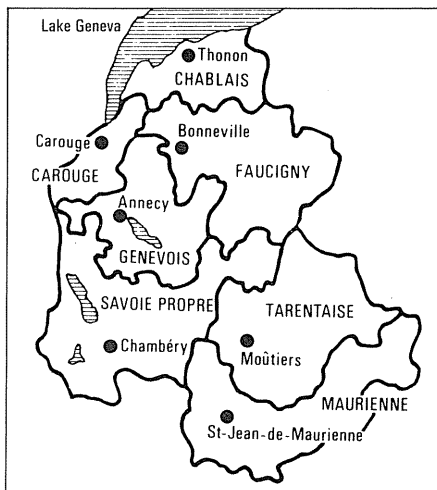 Lake Geneva
Thonon
CHABLAIS
Carouge
Bonneville
CAROUGE
FAUCIGNY
Annecy
GENEVOIS
SAVOIE PROPRE
TARENTAISE
Chambéry
Moûtiers
MAURIENNE
St-Jean-de-Maurienne